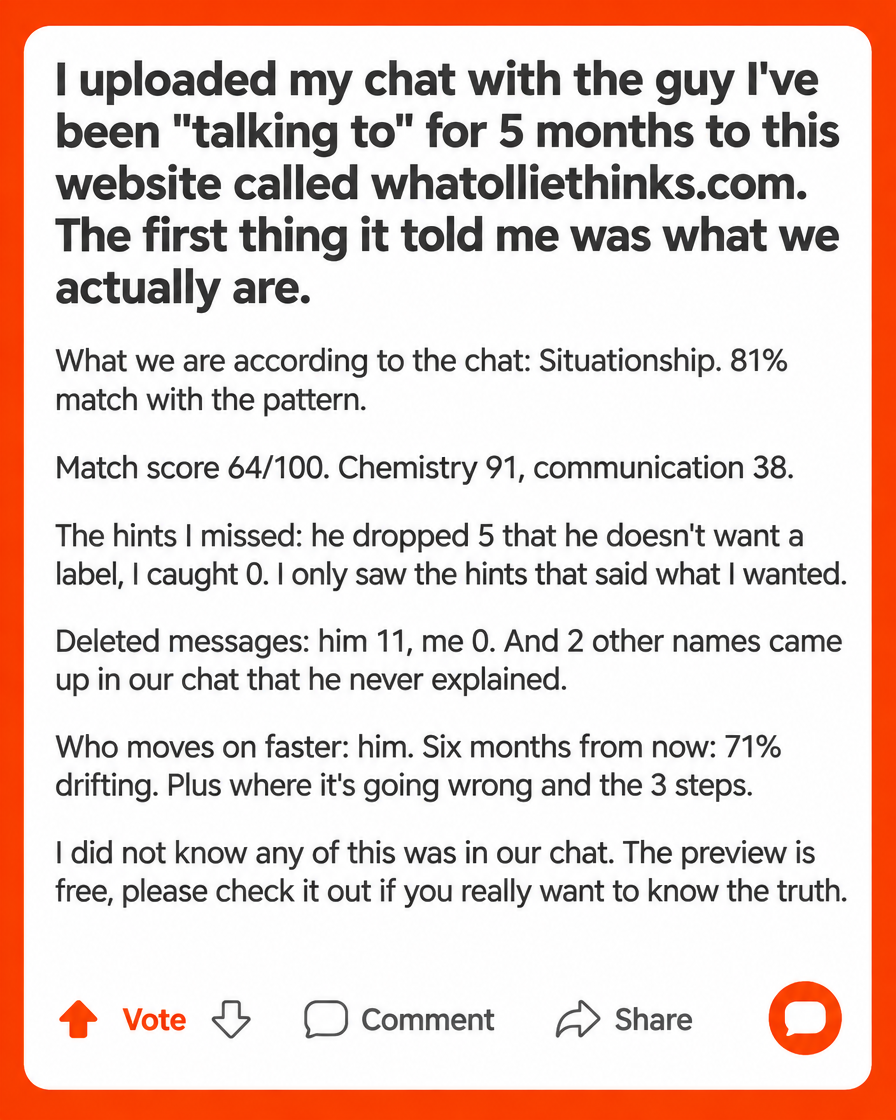 I uploaded my chat with the guy I've
been "talking to" for 5 months to this
website called whatolliethinks.com.
The first thing it told me was what we
actually are.
What we are according to the chat: Situationship. 81%
match with the pattern.
Match score 64/100. Chemistry 91, communication 38.
The hints I missed: he dropped 5 that he doesn't want a
label, I caught 0. I only saw the hints that said what I wanted.
Deleted messages: him 11, me 0. And 2 other names came
up in our chat that he never explained.
Who moves on faster: him. Six months from now: 71%
drifting. Plus where it's going wrong and the 3 steps.
I did not know any of this was in our chat. The preview is
free, please check it out if you really want to know the truth.
Vote Comment Share